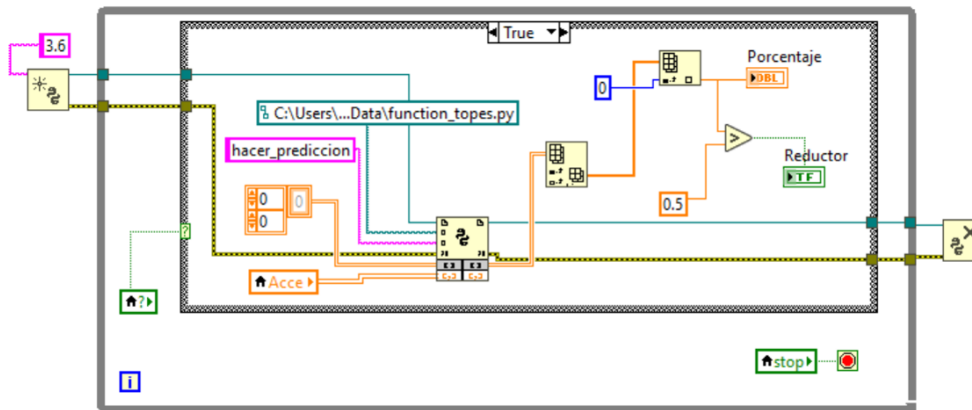 True
3.6
Porcentaje
DBL
0
C:\Users\...Data\function_topes.py
hacer_prediccion
>
Reductor
TF
0
0
0
0.5
?
Acce
?
stop
i